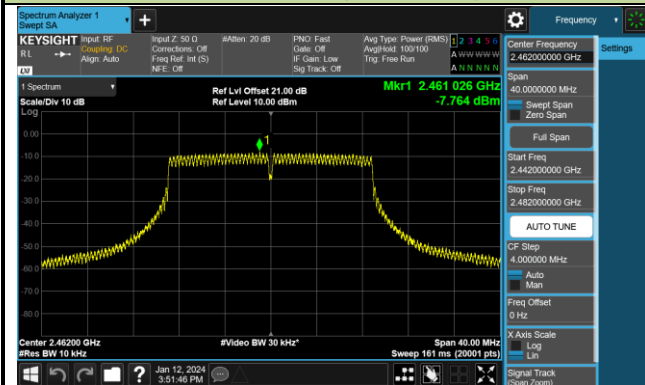 Spectrum Analyzer 1
Swept SA
Frequency
KEYSIGHT
Input: RF
Input Z: 50 Ω
#Atten: 20 dB
PNO: Fast
Avg Type: Power (RMS)
1 2 3 4 5 6
R L
Coupling: DC
Corrections: Off
Gate: Off
Avg|Hold: 100/100
A W W W W W
Align: Auto
Freq Ref: Int (S)
IF Gain: Low
Trig: Free Run
NFE: Off
Sig Track: Off
A N N N N N
LXI
1 Spectrum
Ref Lvl Offset 21.00 dB
Mkr1 2.461 026 GHz
Scale/Div 10 dB
Ref Level 10.00 dBm
-7.764 dBm
Log
0.00
1
-10.0
-20.0
-30.0
-40.0
-50.0
-60.0
-70.0
-80.0
Center 2.46200 GHz
#Video BW 30 kHz*
Span 40.00 MHz
#Res BW 10 kHz
Sweep 161 ms (20001 pts)
Jan 12, 2024
3:51:46 PM
Center Frequency
2.462000000 GHz
Settings
Span
40.0000000 MHz
Swept Span
Zero Span
Full Span
Start Freq
2.442000000 GHz
Stop Freq
2.482000000 GHz
AUTO TUNE
CF Step
4.000000 MHz
Auto
Man
Freq Offset
0 Hz
X Axis Scale
Log
Lin
Signal Track
(Span Zoom)